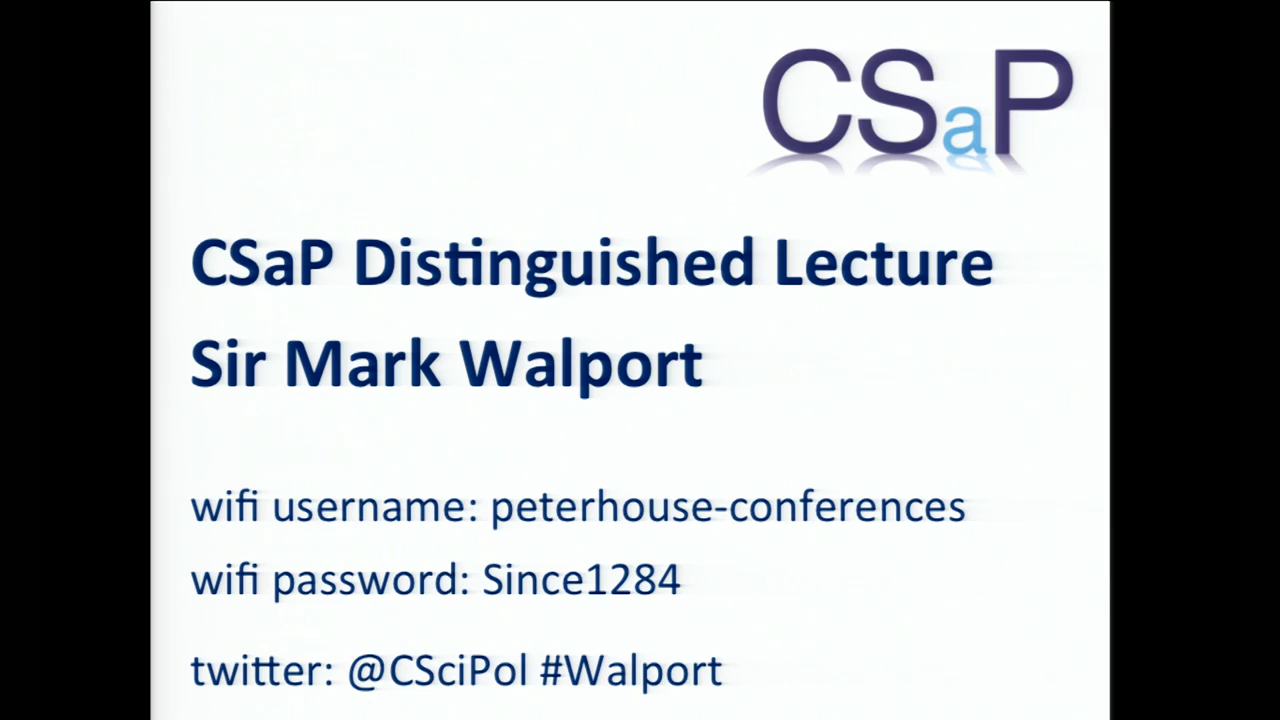 CSaP
CSaP Distinguished Lecture
Sir Mark Walport
wifi username: peterhouse-conferences
wifi password: Since1284
twitter: @CSciPol #Walport